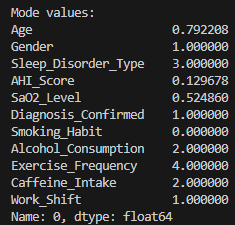 Mode values:
Age 0.792208
Gender 1.000000
Sleep_Disorder_Type 3.000000
AHI_Score 0.129678
SaO2_Level 0.524860
Diagnosis_Confirmed 1.000000
Smoking_Habit 0.000000
Alcohol_Consumption 2.000000
Exercise_Frequency 4.000000
Caffeine_Intake 2.000000
Work_Shift 1.000000
Name: 0, dtype: float64